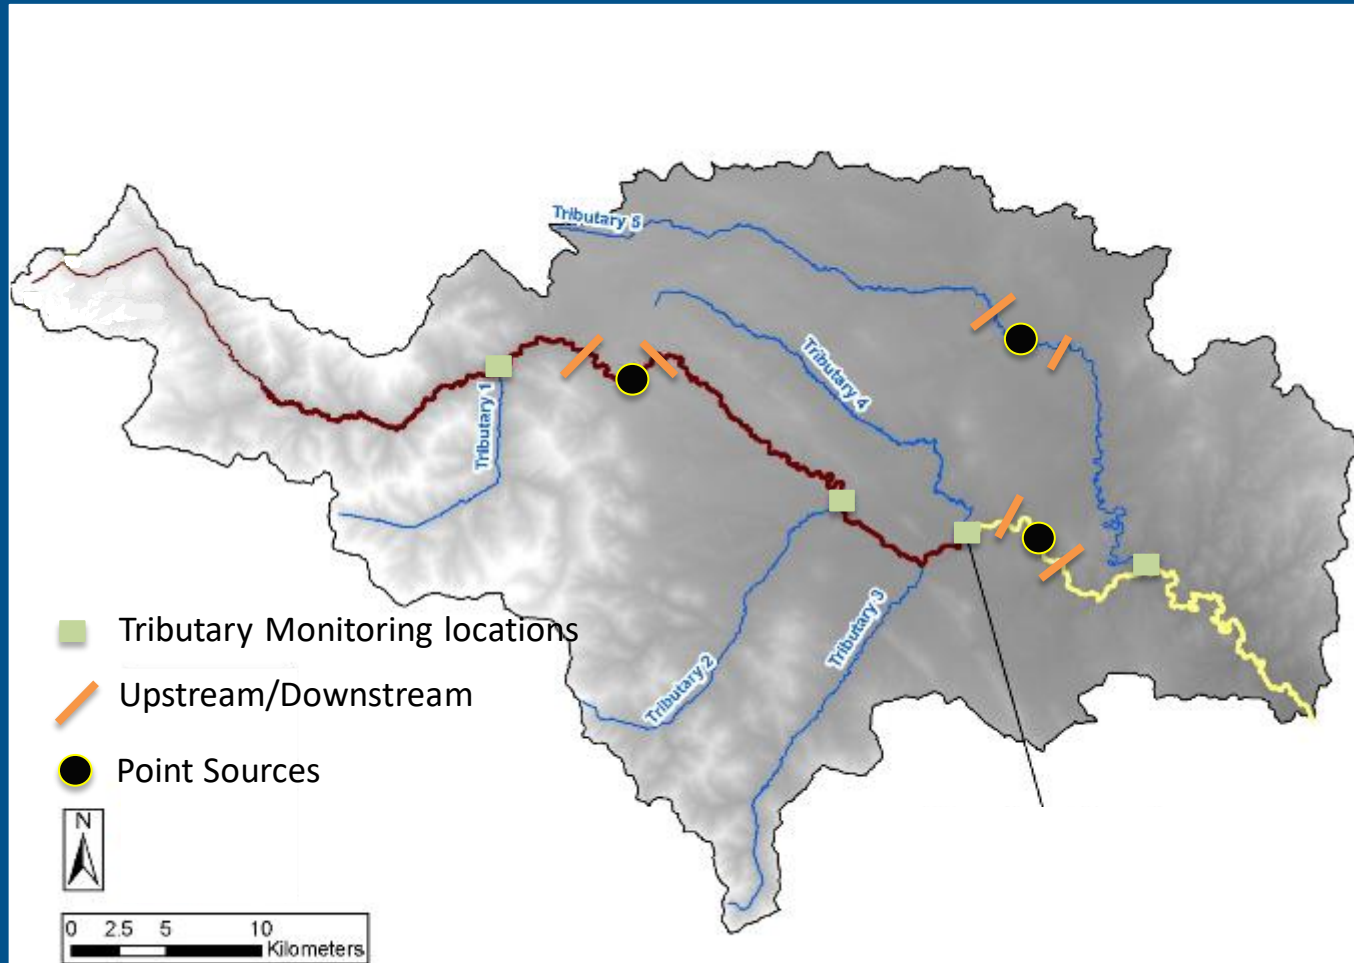 Tributary 5
Tributary 4
Tributary 1
Tributary 3
Tributary 2
Tributary Monitoring locations
Upstream/Downstream
Point Sources
N
0 2.5 5 10
Kilometers